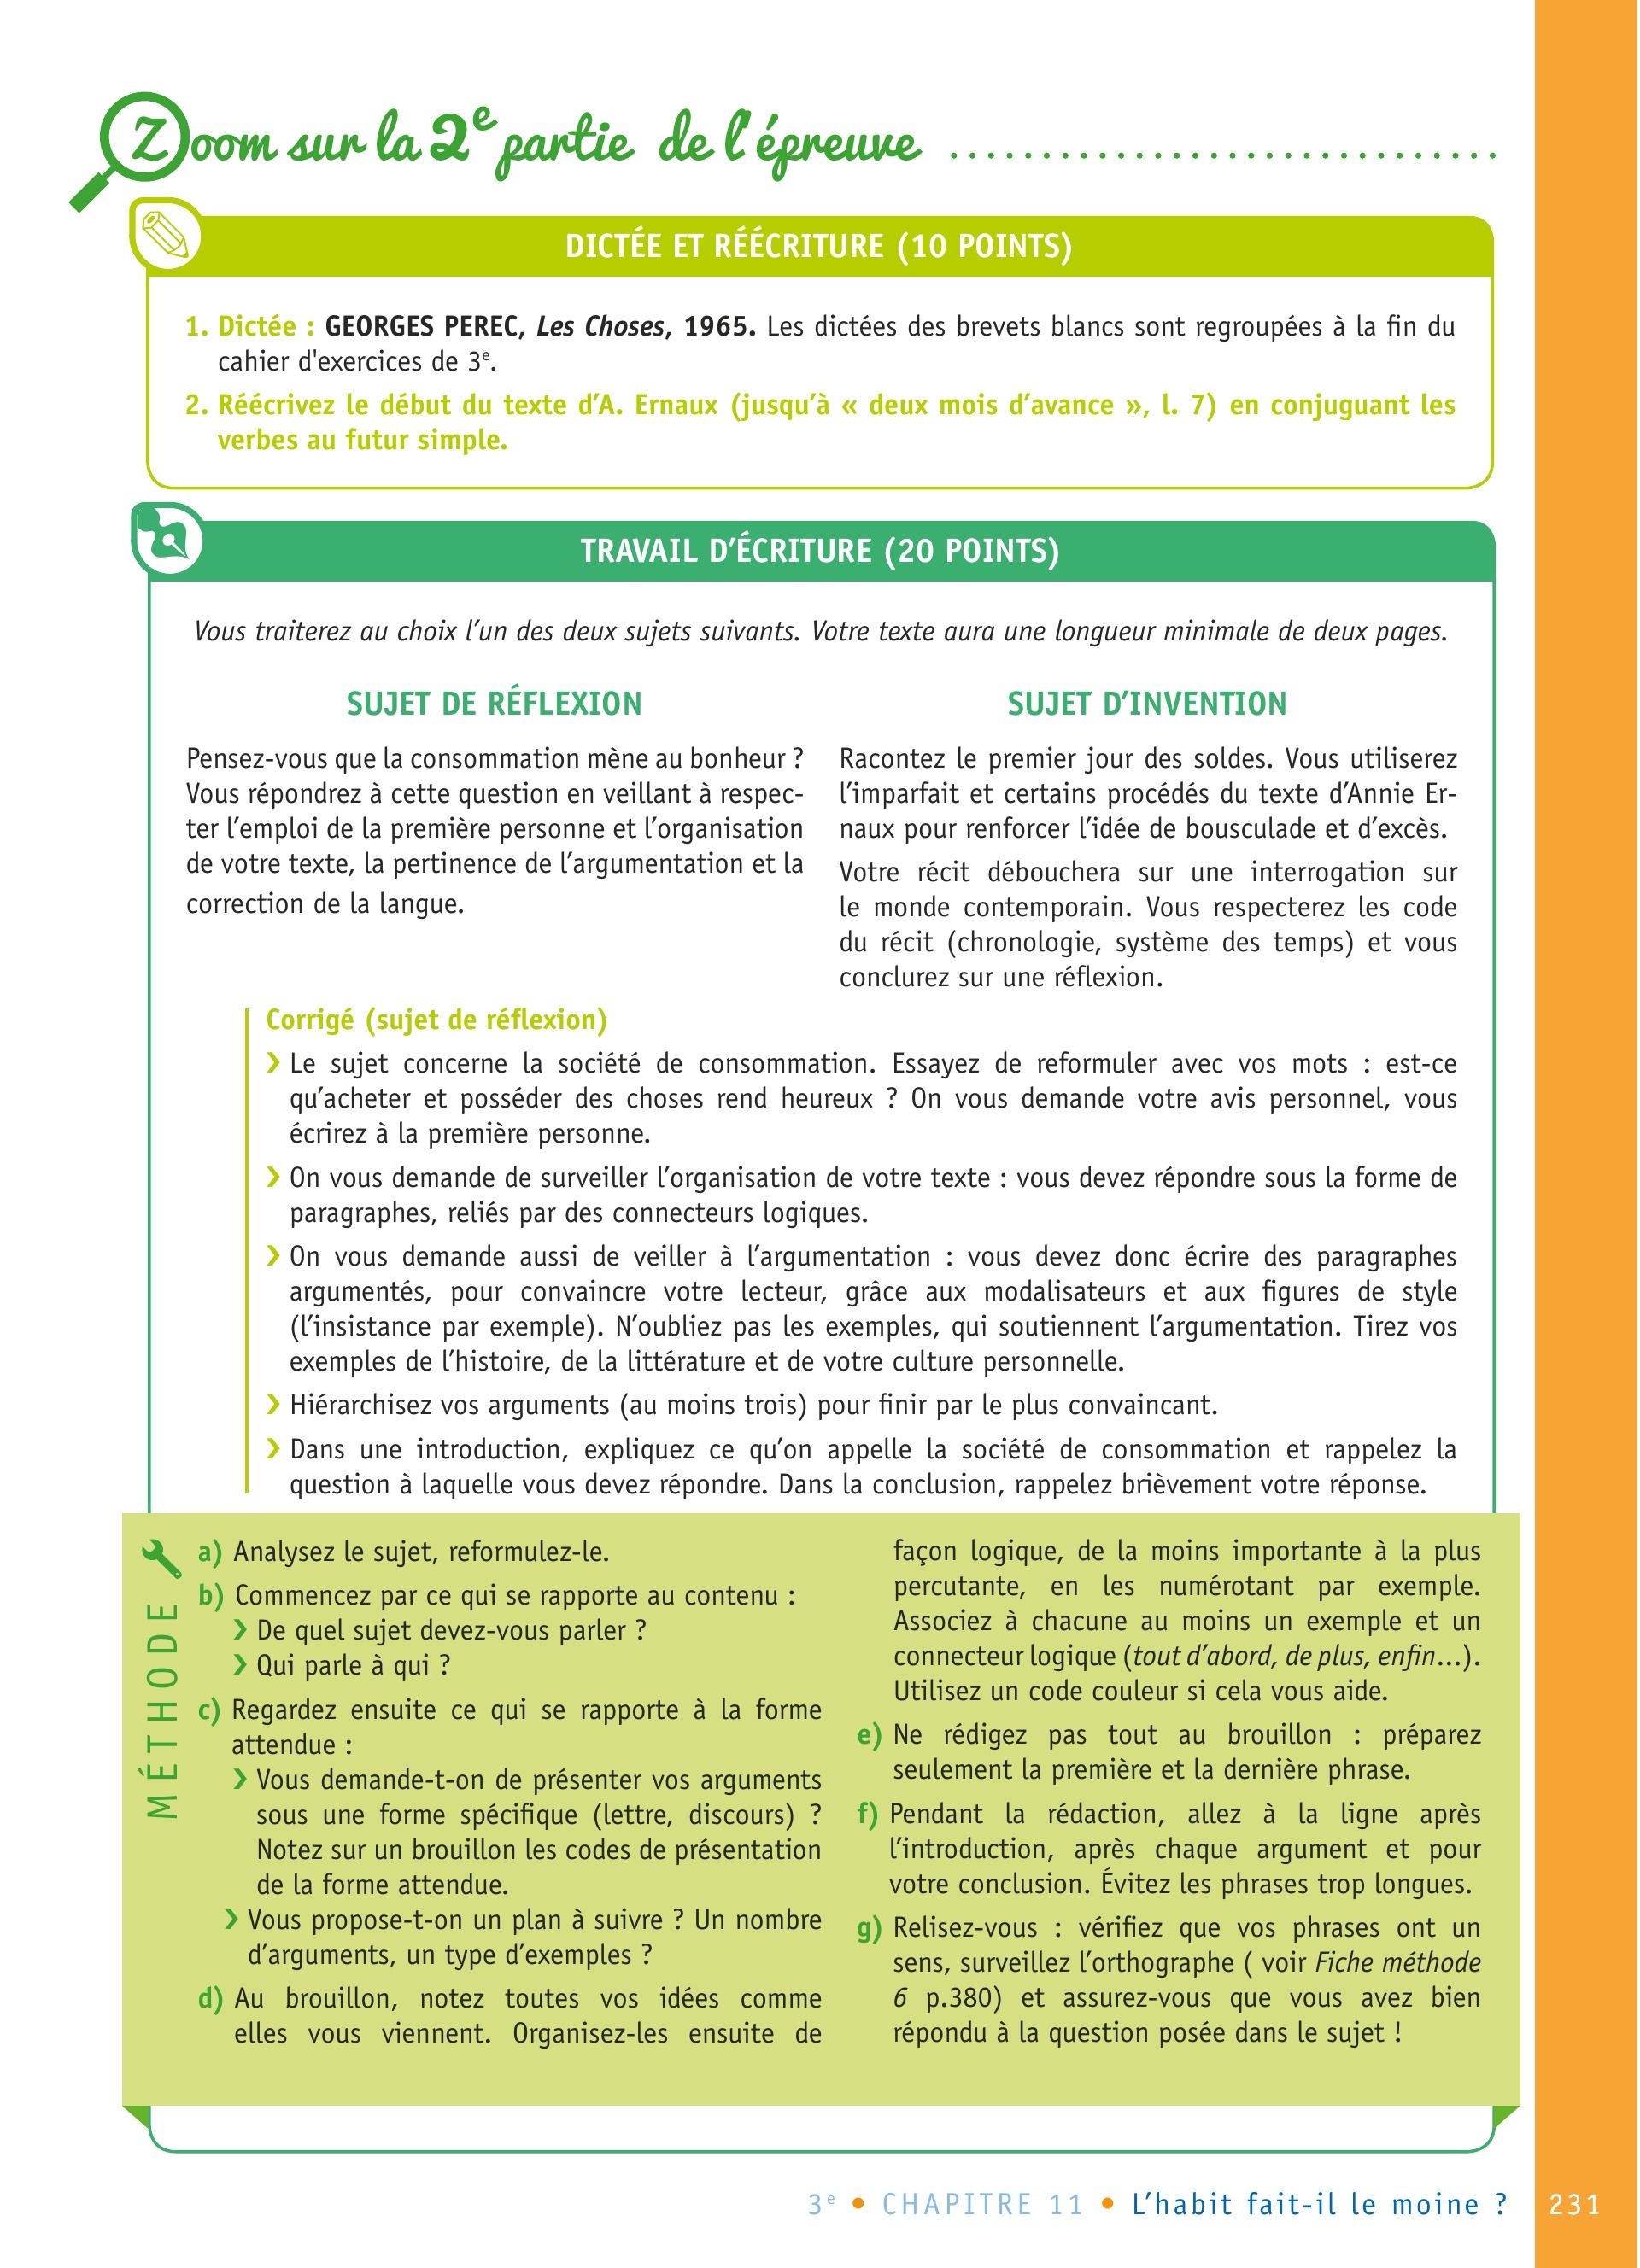 Zoom sur la 2e partie de l'épreuve
DICTÉE ET RÉÉCRITURE (10 POINTS)
1. Dictée : GEORGES PEREC, Les Choses, 1965. Les dictées des brevets blancs sont regroupées à la fin du
cahier d'exercices de 3e.
2. Réécrivez le début du texte d'A. Ernaux (jusqu'à « deux mois d'avance », l. 7) en conjuguant les
verbes au futur simple.
TRAVAIL D'ÉCRITURE (20 POINTS)
Vous traiterez au choix l'un des deux sujets suivants. Votre texte aura une longueur minimale de deux pages.
SUJET DE RÉFLEXION
Pensez-vous que la consommation mène au bonheur ?
Vous répondrez à cette question en veillant à respec-
ter l'emploi de la première personne et l'organisation
de votre texte, la pertinence de l'argumentation et la
correction de la langue.
SUJET D'INVENTION
Racontez le premier jour des soldes. Vous utiliserez
l'imparfait et certains procédés du texte d'Annie Er-
naux pour renforcer l'idée de bousculade et d'excès.
Votre récit débouchera sur une interrogation sur
le monde contemporain. Vous respecterez les code
du récit (chronologie, système des temps) et vous
conclurez sur une réflexion.
Corrigé (sujet de réflexion)
› Le sujet concerne la société de consommation. Essayez de reformuler avec vos mots : est-ce
qu'acheter et posséder des choses rend heureux ? On vous demande votre avis personnel, vous
écrirez à la première personne.
› On vous demande de surveiller l'organisation de votre texte : vous devez répondre sous la forme de
paragraphes, reliés par des connecteurs logiques.
› On vous demande aussi de veiller à l'argumentation : vous devez donc écrire des paragraphes
argumentés, pour convaincre votre lecteur, grâce aux modalisateurs et aux figures de style
(l'insistance par exemple). N'oubliez pas les exemples, qui soutiennent l'argumentation. Tirez vos
exemples de l'histoire, de la littérature et de votre culture personnelle.
› Hiérarchisez vos arguments (au moins trois) pour finir par le plus convaincant.
› Dans une introduction, expliquez ce qu'on appelle la société de consommation et rappelez la
question à laquelle vous devez répondre. Dans la conclusion, rappelez brièvement votre réponse.
MÉTHODE
a) Analysez le sujet, reformulez-le.
b) Commencez par ce qui se rapporte au contenu :
› De quel sujet devez-vous parler ?
› Qui parle à qui ?
c) Regardez ensuite ce qui se rapporte à la forme
attendue :
› Vous demande-t-on de présenter vos arguments
sous une forme spécifique (lettre, discours) ?
Notez sur un brouillon les codes de présentation
de la forme attendue.
› Vous propose-t-on un plan à suivre ? Un nombre
d'arguments, un type d'exemples ?
d) Au brouillon, notez toutes vos idées comme
elles vous viennent. Organisez-les ensuite de
façon logique, de la moins importante à la plus
percutante, en les numérotant par exemple.
Associez à chacune au moins un exemple et un
connecteur logique (tout d'abord, de plus, enfin...).
Utilisez un code couleur si cela vous aide.
e) Ne rédigez pas tout au brouillon : préparez
seulement la première et la dernière phrase.
f) Pendant la rédaction, allez à la ligne après
l'introduction, après chaque argument et pour
votre conclusion. Évitez les phrases trop longues.
g) Relisez-vous : vérifiez que vos phrases ont un
sens, surveillez l'orthographe ( voir Fiche méthode
6 p.380) et assurez-vous que vous avez bien
répondu à la question posée dans le sujet !
3e • CHAPITRE 11 • L'habit fait-il le moine ? 231